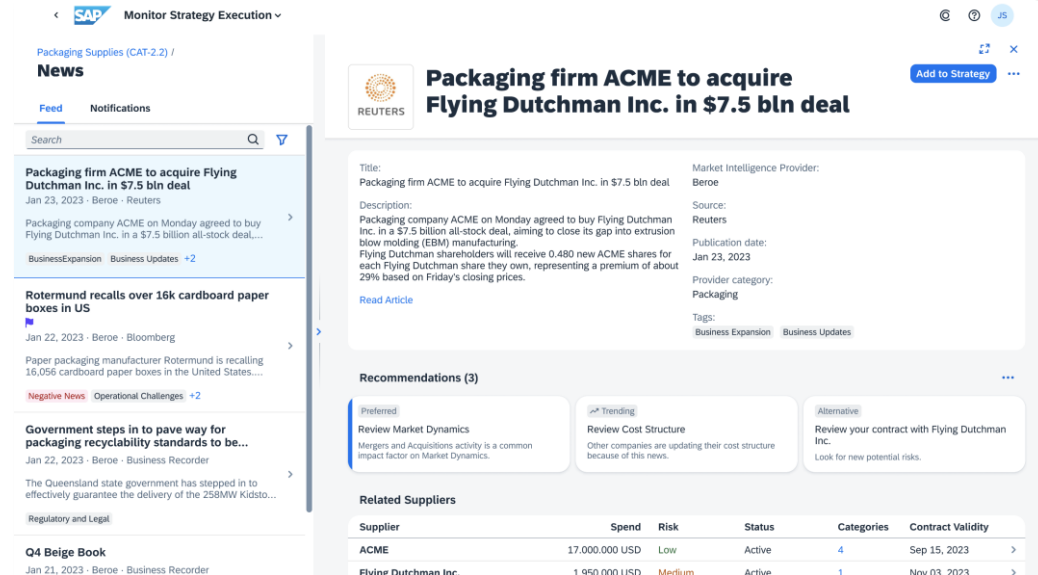 SAP Monitor Strategy Execution
JS
Packaging Supplies (CAT-2.2) /
News
Feed Notifications
Search
Packaging firm ACME to acquire Flying
Dutchman Inc. in $7.5 bln deal
Jan 23, 2023 · Beroe · Reuters
Packaging company ACME on Monday agreed to buy
Flying Dutchman Inc. in a $7.5 billion all-stock deal,...
BusinessExpansion Business Updates +2
Rotermund recalls over 16k cardboard paper
boxes in US
Jan 22, 2023 · Beroe · Bloomberg
Paper packaging manufacturer Rotermund is recalling
16,056 cardboard paper boxes in the United States....
Negative News Operational Challenges +2
Government steps in to pave way for
packaging recyclability standards to be...
Jan 22, 2023 · Beroe · Business Recorder
The Queensland state government has stepped in to
effectively guarantee the delivery of the 258MW Kidsto...
Regulatory and Legal
Q4 Beige Book
Jan 21, 2023 · Beroe · Business Recorder
REUTERS
Packaging firm ACME to acquire
Flying Dutchman Inc. in $7.5 bln deal
Add to Strategy
Title:
Packaging firm ACME to acquire Flying Dutchman Inc. in $7.5 bln deal
Description:
Packaging company ACME on Monday agreed to buy Flying Dutchman
Inc. in a $7.5 billion all-stock deal, aiming to close its gap into extrusion
blow molding (EBM) manufacturing.
Flying Dutchman shareholders will receive 0.480 new ACME shares for
each Flying Dutchman share they own, representing a premium of about
29% based on Friday's closing prices.
Read Article
Market Intelligence Provider:
Beroe
Source:
Reuters
Publication date:
Jan 23, 2023
Provider category:
Packaging
Tags:
Business Expansion Business Updates
Recommendations (3)
Preferred
Review Market Dynamics
Mergers and Acquisitions activity is a common
impact factor on Market Dynamics.
Trending
Review Cost Structure
Other companies are updating their cost structure
because of this news.
Alternative
Review your contract with Flying Dutchman
Inc.
Look for new potential risks.
Related Suppliers
Supplier Spend Risk Status Categories Contract Validity
ACME 17.000.000 USD Low Active 4 Sep 15, 2023
Flying Dutchman Inc. 1.950.000 USD Medium Active 1 Nov 03, 2023